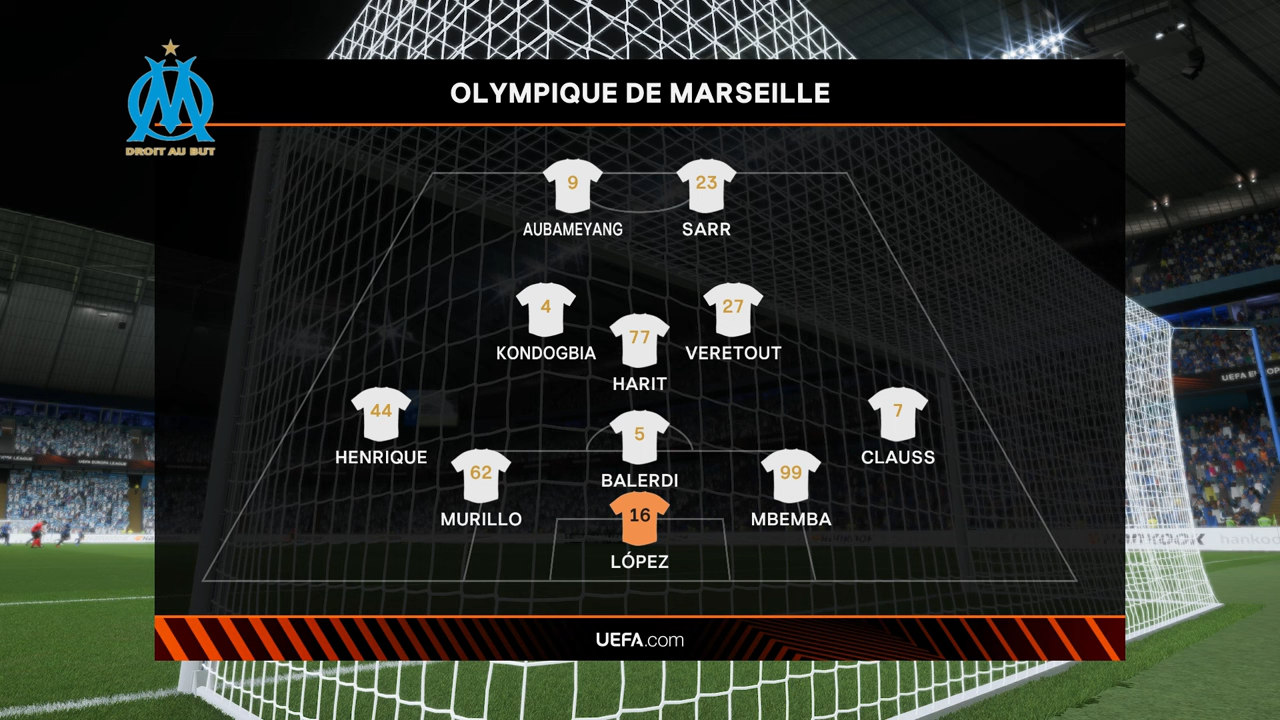 OLYMPIQUE DE MARSEILLE
DROIT AU BUT
9
23
AUBAMEYANG
SARR
4
27
77
KONDOGBIA
VERETOUT
HARIT
44
7
5
HENRIQUE
CLAUSS
62
99
BALERDI
16
MURILLO
MBEMBA
LÓPEZ
UEFA.com
hankook